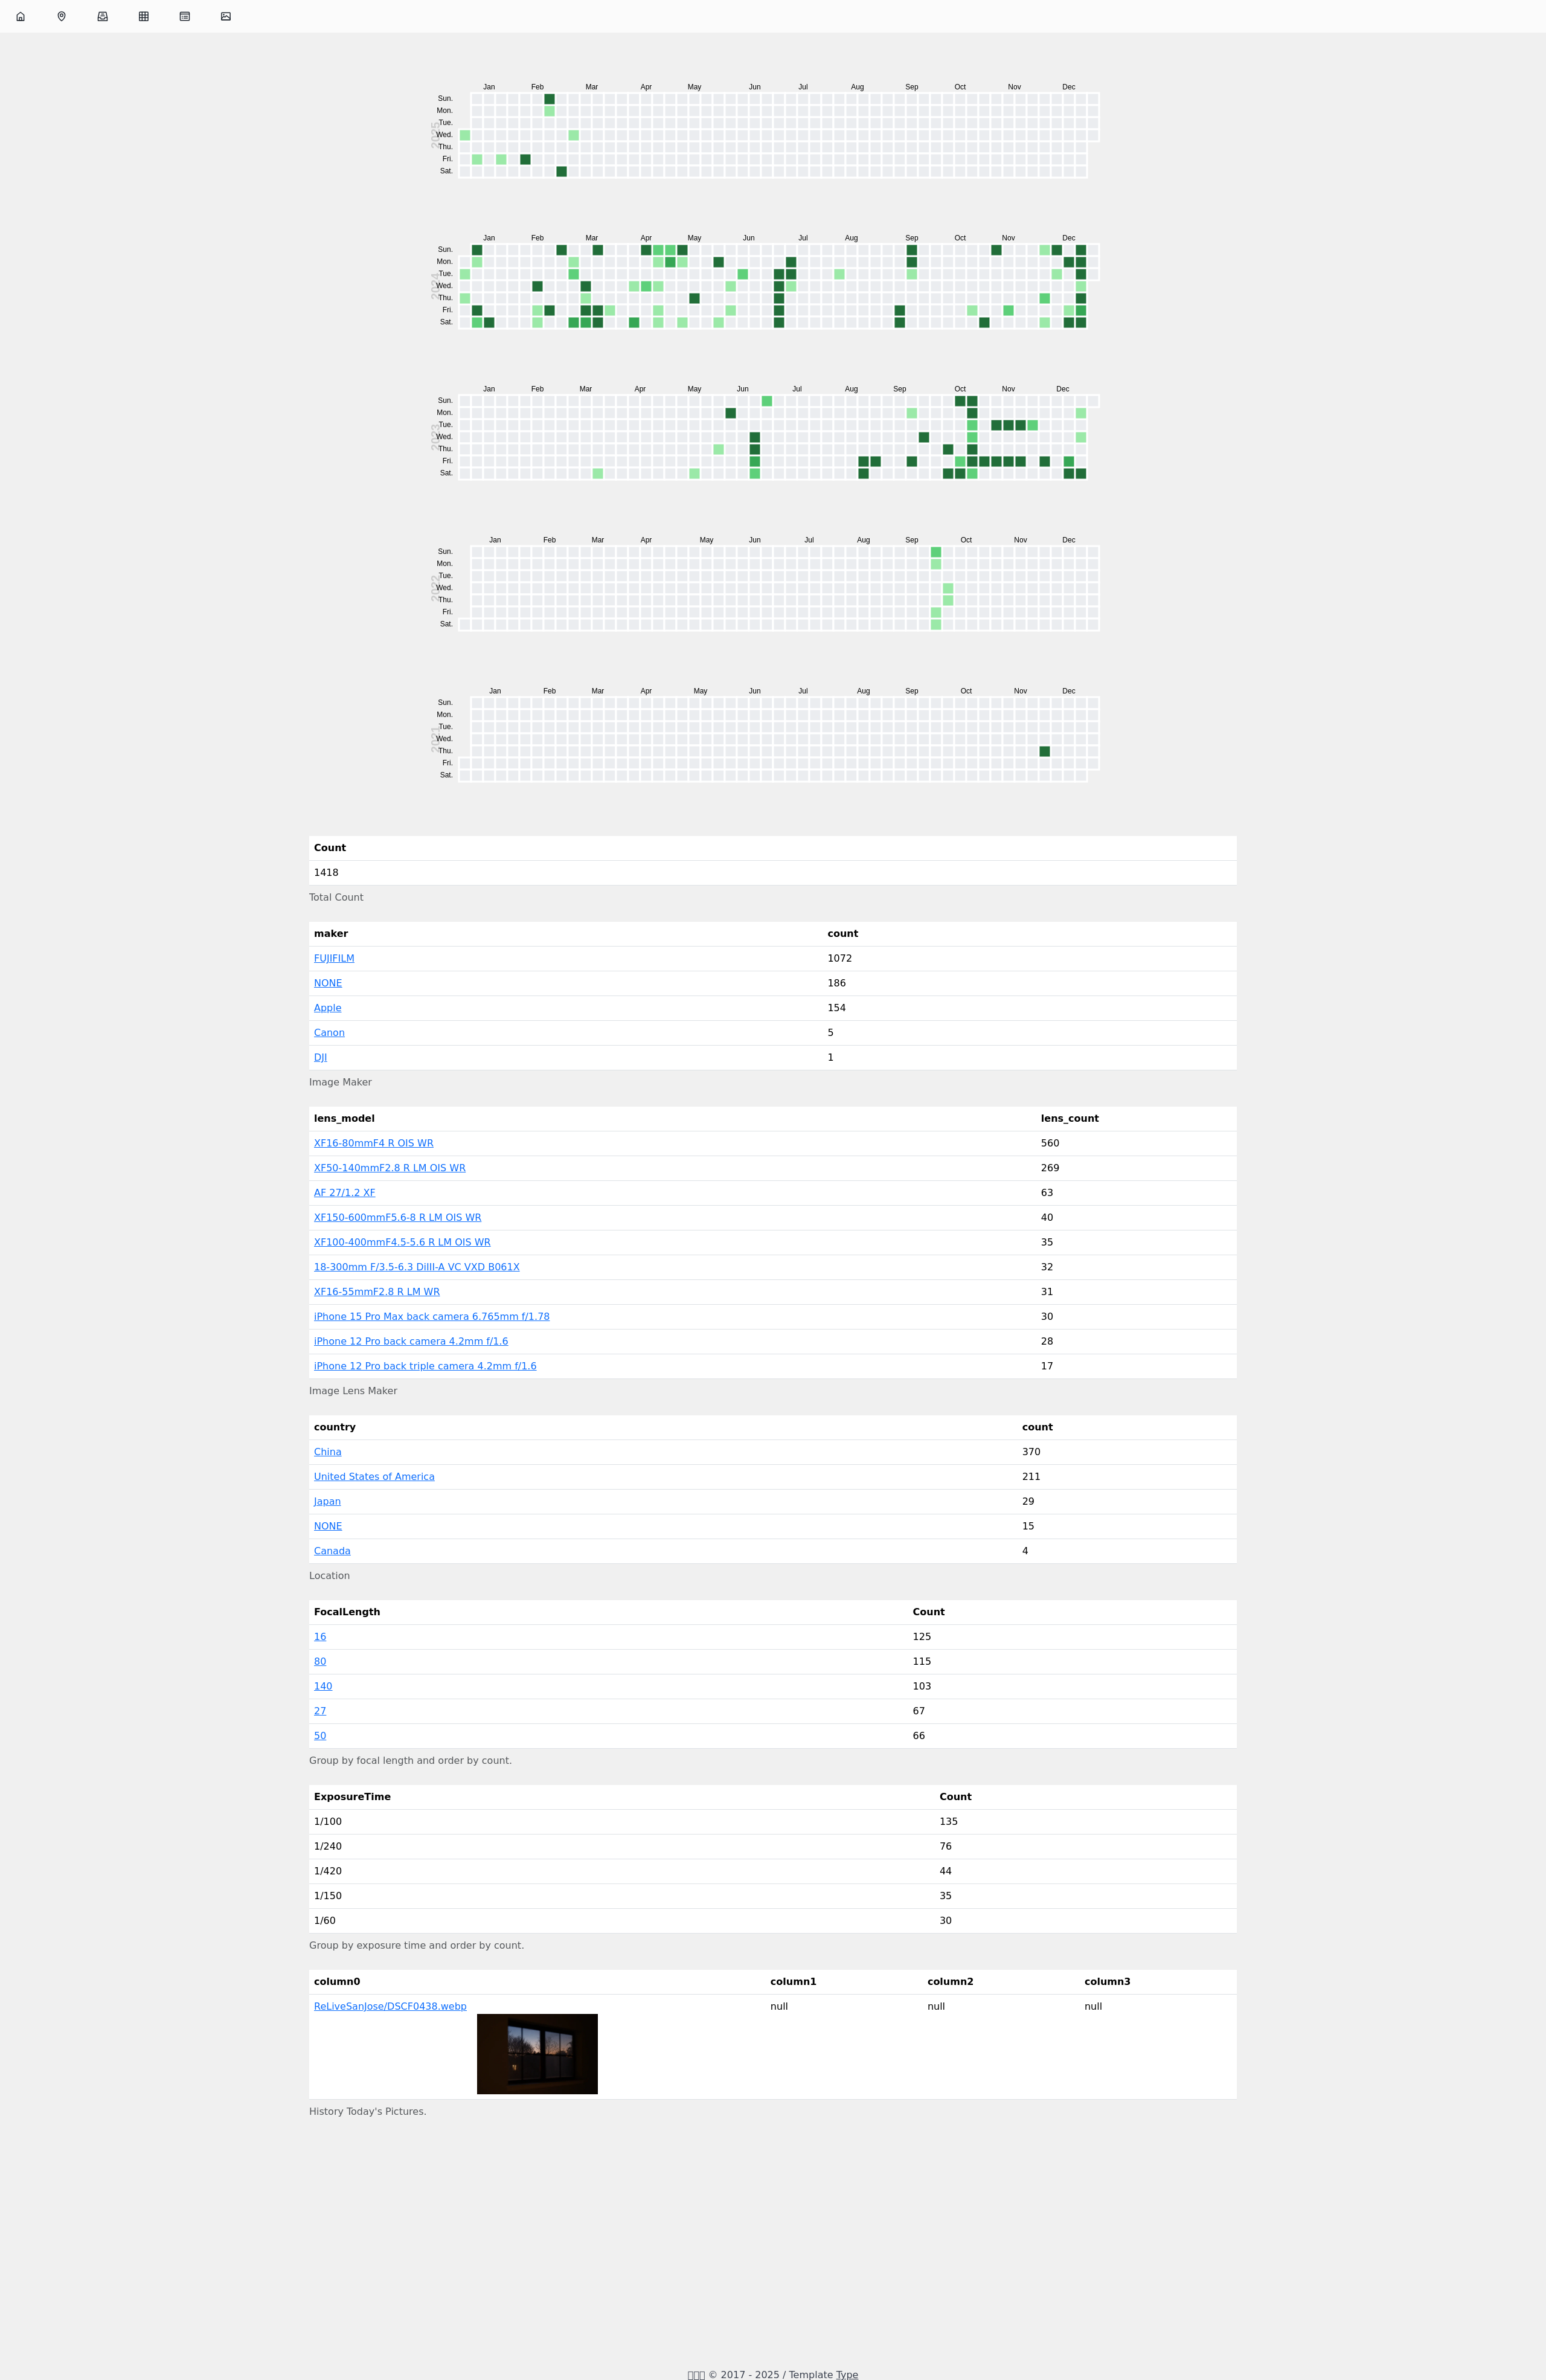 Jan Feb Mar Apr May Jun Jul Aug Sep Oct Nov Dec
2025
Sun.
Mon.
Tue.
Wed.
Thu.
Fri.
Sat.
Jan Feb Mar Apr May Jun Jul Aug Sep Oct Nov Dec
2024
Sun.
Mon.
Tue.
Wed.
Thu.
Fri.
Sat.
Jan Feb Mar Apr May Jun Jul Aug Sep Oct Nov Dec
2023
Sun.
Mon.
Tue.
Wed.
Thu.
Fri.
Sat.
Jan Feb Mar Apr May Jun Jul Aug Sep Oct Nov Dec
2022
Sun.
Mon.
Tue.
Wed.
Thu.
Fri.
Sat.
Jan Feb Mar Apr May Jun Jul Aug Sep Oct Nov Dec
2021
Sun.
Mon.
Tue.
Wed.
Thu.
Fri.
Sat.
Count
1418
Total Count
maker count
FUJIFILM 1072
NONE 186
Apple 154
Canon 5
DJI 1
Image Maker
lens_model lens_count
XF16-80mmF4 R OIS WR 560
XF50-140mmF2.8 R LM OIS WR 269
AF 27/1.2 XF 63
XF150-600mmF5.6-8 R LM OIS WR 40
XF100-400mmF4.5-5.6 R LM OIS WR 35
18-300mm F/3.5-6.3 DiIII-A VC VXD B061X 32
XF16-55mmF2.8 R LM WR 31
iPhone 15 Pro Max back camera 6.765mm f/1.78 30
iPhone 12 Pro back camera 4.2mm f/1.6 28
iPhone 12 Pro back triple camera 4.2mm f/1.6 17
Image Lens Maker
country count
China 370
United States of America 211
Japan 29
NONE 15
Canada 4
Location
FocalLength Count
16 125
80 115
140 103
27 67
50 66
Group by focal length and order by count.
ExposureTime Count
1/100 135
1/240 76
1/420 44
1/150 35
1/60 30
Group by exposure time and order by count.
column0 column1 column2 column3
ReLiveSanJose/DSCF0438.webp null null null
History Today's Pictures.
© 2017 - 2025 / Template Type